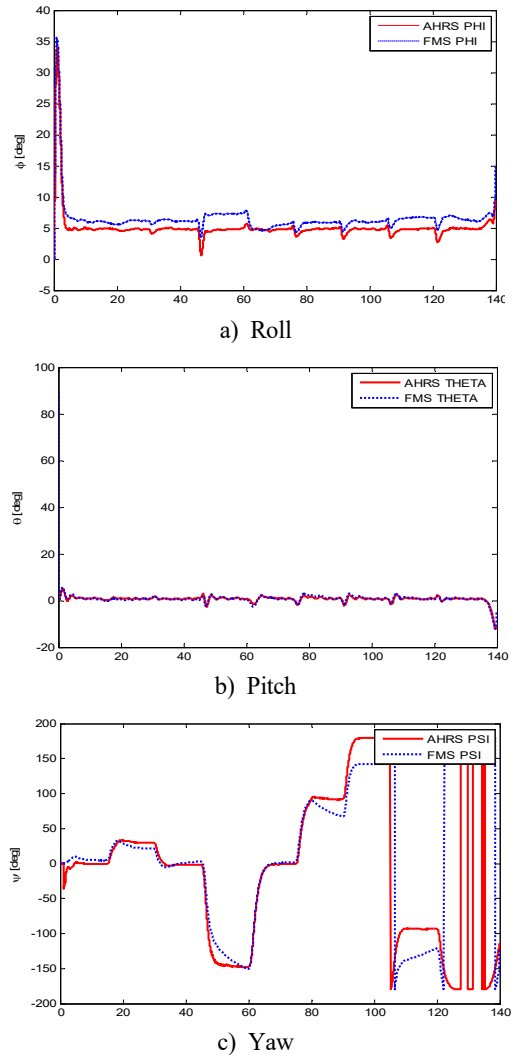 40
35
30
25
20
15
10
5
0
-5
ϕ [deg]
AHRS PHI
FMS PHI
0 20 40 60 80 100 120 140
a) Roll
100
80
60
40
20
0
-20
θ [deg]
AHRS THETA
FMS THETA
0 20 40 60 80 100 120 140
b) Pitch
200
150
100
50
0
-50
-100
-150
-200
ψ [deg]
AHRS PSI
FMS PSI
0 20 40 60 80 100 120 140
c) Yaw